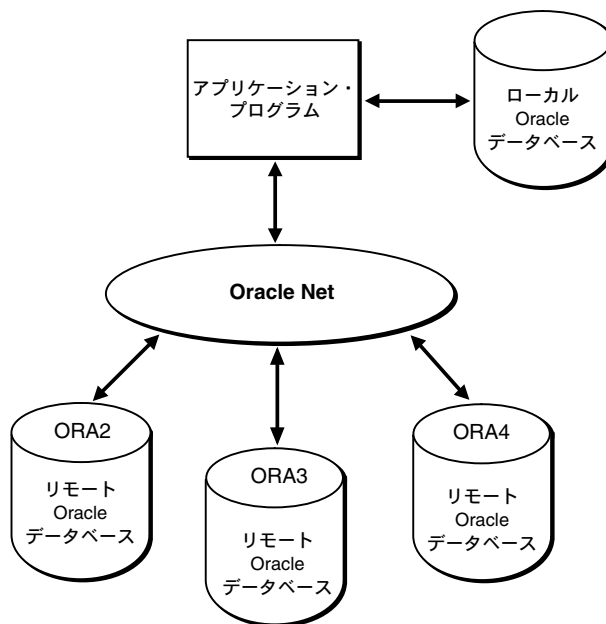 アプリケーション・
プログラム
ローカル
Oracle
データベース
Oracle Net
ORA2
リモート
Oracle
データベース
ORA3
リモート
Oracle
データベース
ORA4
リモート
Oracle
データベース